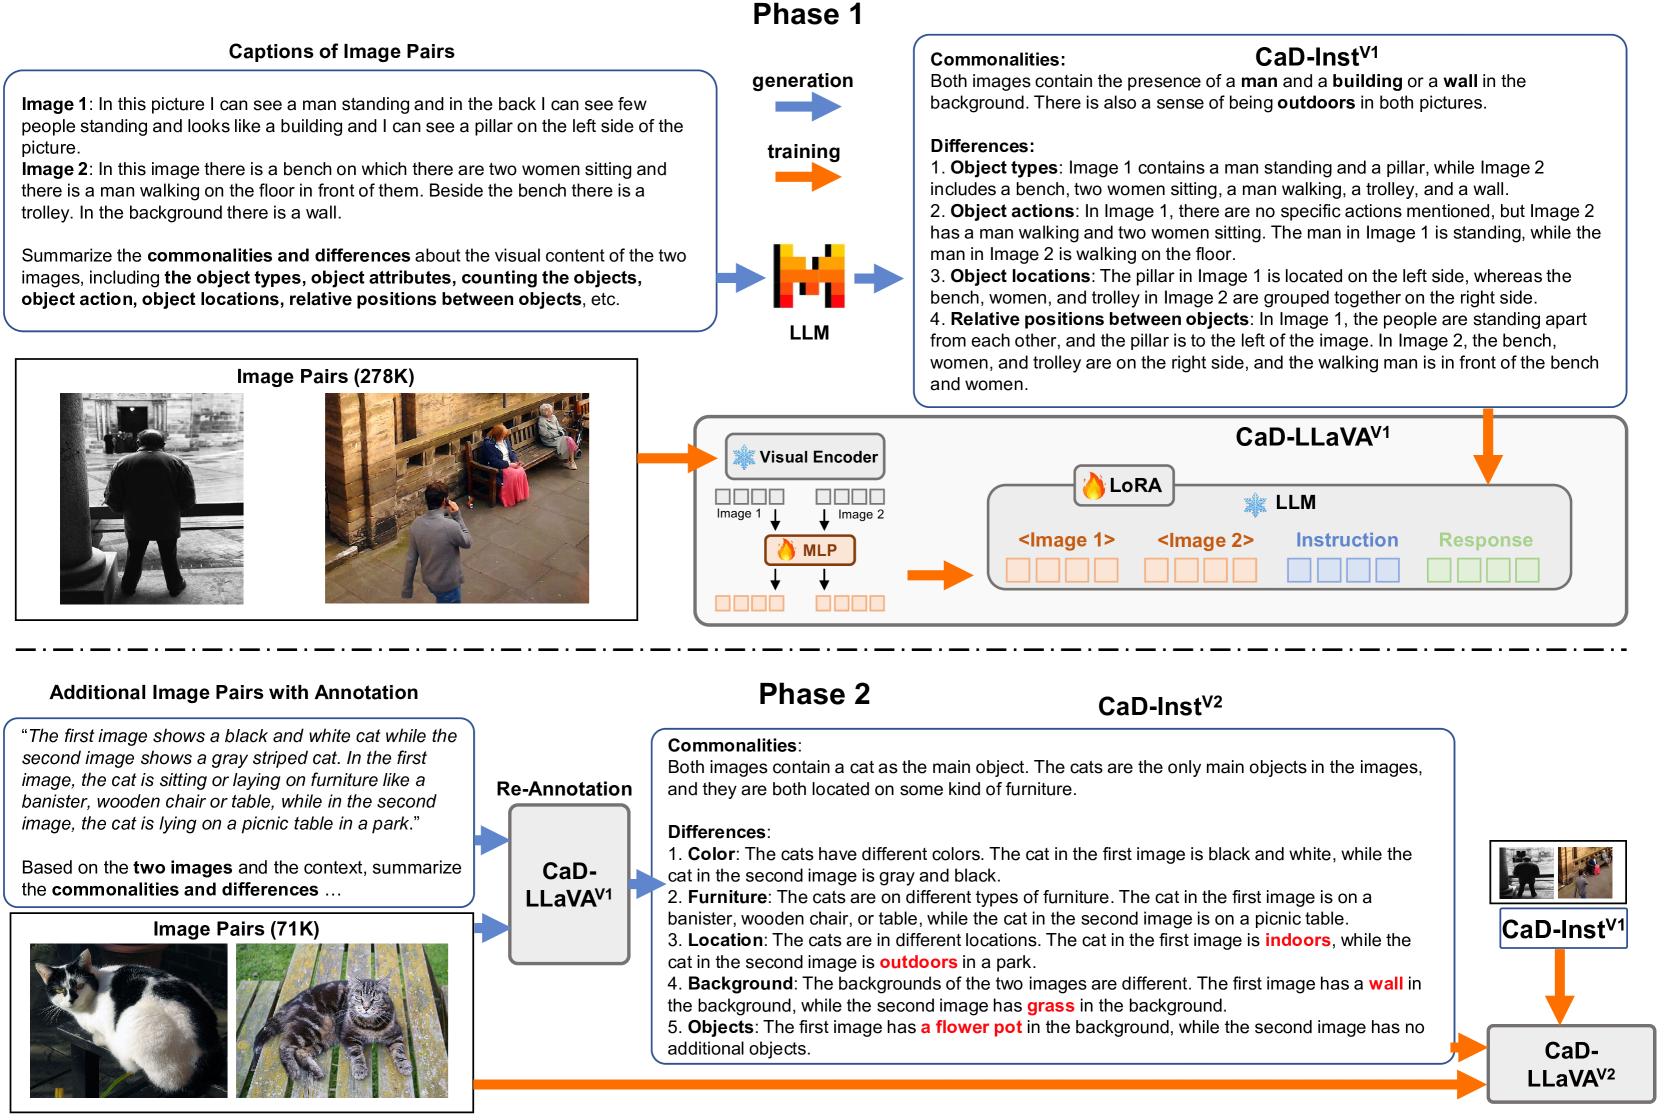 Phase 1
Captions of Image Pairs
Image 1: In this picture I can see a man standing and in the back I can see few
people standing and looks like a building and I can see a pillar on the left side of the
picture.
Image 2: In this image there is a bench on which there are two women sitting and
there is a man walking on the floor in front of them. Beside the bench there is a
trolley. In the background there is a wall.
Summarize the commonalities and differences about the visual content of the two
images, including the object types, object attributes, counting the objects,
object action, object locations, relative positions between objects, etc.
generation
training
LLM
CaD-InstV1
Commonalities:
Both images contain the presence of a man and a building or a wall in the
background. There is also a sense of being outdoors in both pictures.
Differences:
1. Object types: Image 1 contains a man standing and a pillar, while Image 2
includes a bench, two women sitting, a man walking, a trolley, and a wall.
2. Object actions: In Image 1, there are no specific actions mentioned, but Image 2
has a man walking and two women sitting. The man in Image 1 is standing, while the
man in Image 2 is walking on the floor.
3. Object locations: The pillar in Image 1 is located on the left side, whereas the
bench, women, and trolley in Image 2 are grouped together on the right side.
4. Relative positions between objects: In Image 1, the people are standing apart
from each other, and the pillar is to the left of the image. In Image 2, the bench,
women, and trolley are on the right side, and the walking man is in front of the bench
and women.
Image Pairs (278K)
CaD-LLaVAV1
Visual Encoder
Image 1
Image 2
MLP
LoRA
LLM
<Image 1>
<Image 2>
Instruction
Response
Phase 2
Additional Image Pairs with Annotation
“The first image shows a black and white cat while the
second image shows a gray striped cat. In the first
image, the cat is sitting or laying on furniture like a
banister, wooden chair or table, while in the second
image, the cat is lying on a picnic table in a park.”
Based on the two images and the context, summarize
the commonalities and differences …
Image Pairs (71K)
Re-Annotation
CaD-
LLaVAV1
CaD-InstV2
Commonalities:
Both images contain a cat as the main object. The cats are the only main objects in the images,
and they are both located on some kind of furniture.
Differences:
1. Color: The cats have different colors. The cat in the first image is black and white, while the
cat in the second image is gray and black.
2. Furniture: The cats are on different types of furniture. The cat in the first image is on a
banister, wooden chair, or table, while the cat in the second image is on a picnic table.
3. Location: The cats are in different locations. The cat in the first image is indoors, while the
cat in the second image is outdoors in a park.
4. Background: The backgrounds of the two images are different. The first image has a wall in
the background, while the second image has grass in the background.
5. Objects: The first image has a flower pot in the background, while the second image has no
additional objects.
CaD-InstV1
CaD-
LLaVAV2